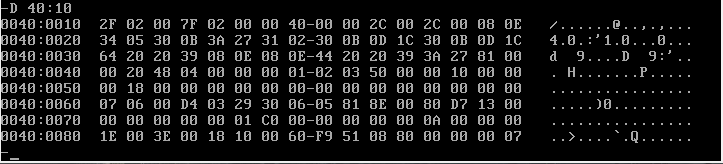 -D 40:10
0040:0010  2F 02 00 7F 02 00 00 40-00 00 2C 00 2C 00 08 0E   /......@..,.,...
0040:0020  34 05 30 0B 3A 27 31 02-30 0B 0D 1C 30 0B 0D 1C   4.0.:'1.0...0...
0040:0030  64 20 20 39 08 0E 08 0E-44 20 20 39 3A 27 81 00   d  9....D  9:'..
0040:0040  00 20 48 04 00 00 00 01-02 03 50 00 00 10 00 00   . H.......P.....
0040:0050  00 18 00 00 00 00 00 00-00 00 00 00 00 00 00 00   ................
0040:0060  07 06 00 D4 03 29 30 06-05 81 8E 00 80 D7 13 00   .....)0.........
0040:0070  00 00 00 00 00 01 C0 00-00 00 00 00 0A 00 00 00   ................
0040:0080  1E 00 3E 00 18 10 00 60-F9 51 08 80 00 00 00 07   ..>....`.Q......
-_